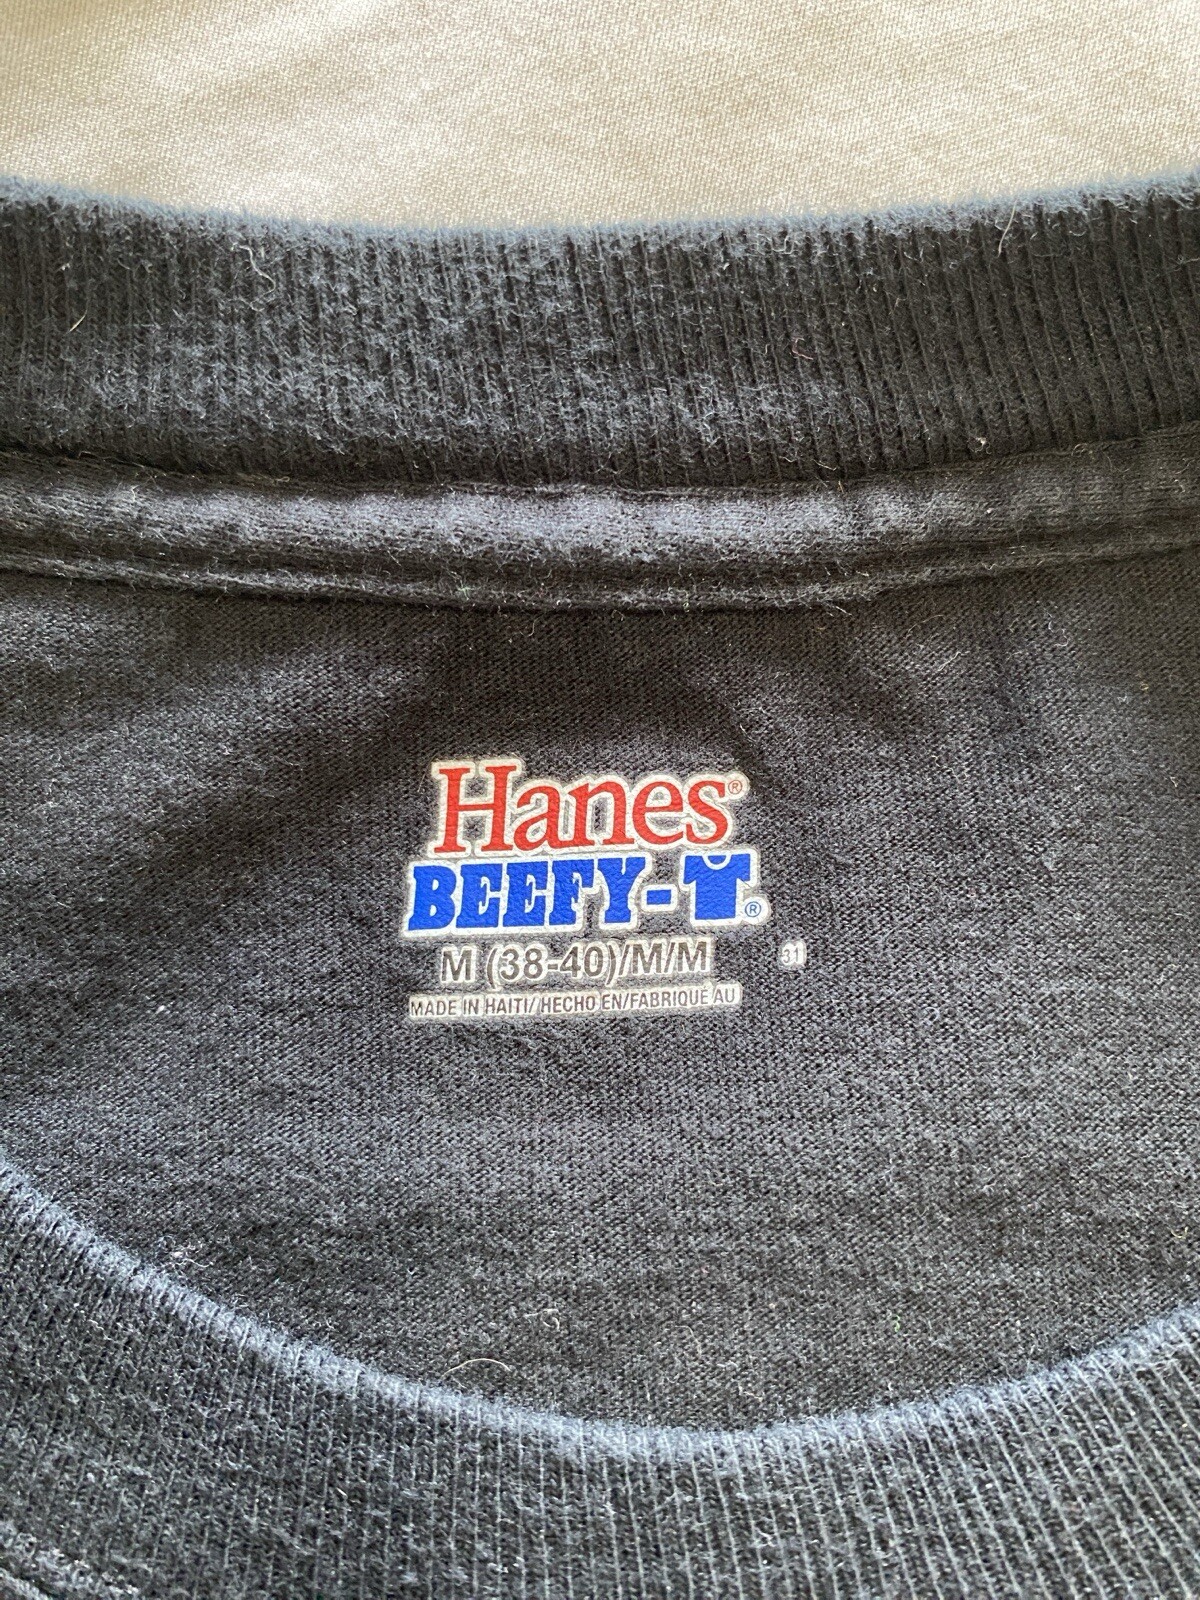 Hanes®
BEEFY-T®
M (38-40)/M/M 31
MADE IN HAITI/HECHO EN/FABRIQUÉ AU